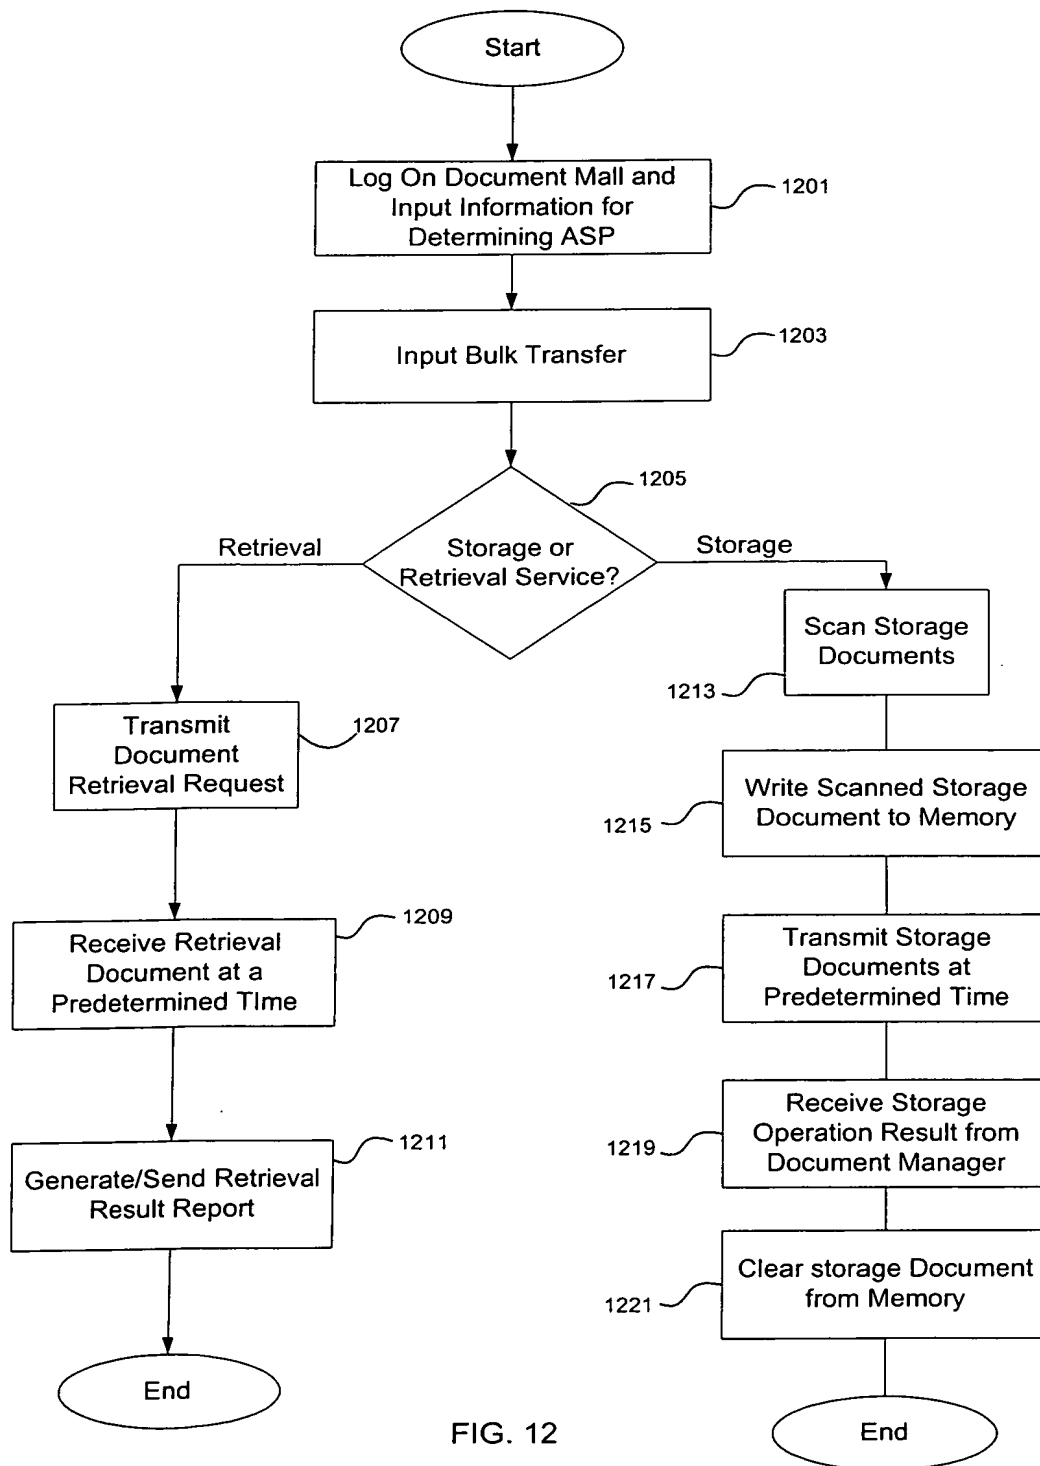 Start
Log On Document Mall and
Input Information for
Determining ASP
1201
Input Bulk Transfer
1203
1205
Retrieval
Storage or
Retrieval Service?
Storage
Scan Storage
Documents
1213
Transmit
Document
Retrieval Request
1207
Write Scanned Storage
Document to Memory
1215
Receive Retrieval
Document at a
Predetermined TIme
1209
Transmit Storage
Documents at
Predetermined Time
1217
Receive Storage
Operation Result from
Document Manager
1219
Generate/Send Retrieval
Result Report
1211
Clear storage Document
from Memory
1221
End
End
FIG. 12